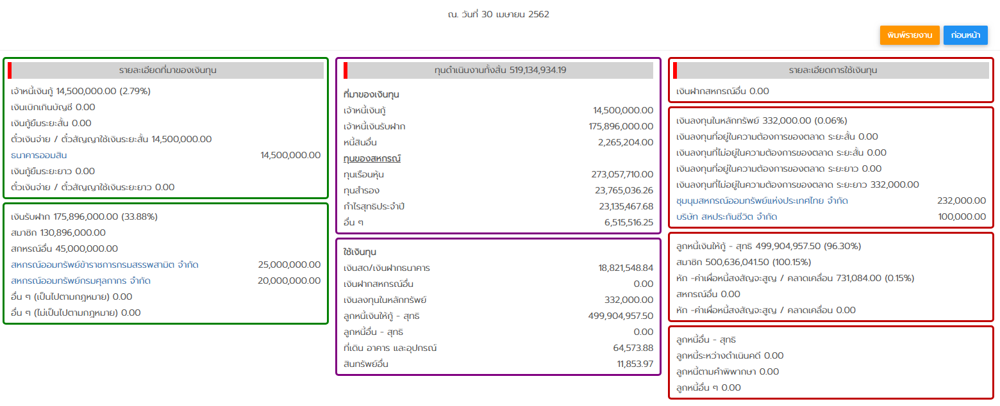 ณ. วันที่ 30 เมษายน 2562
พิมพ์รายงาน
ก่อนหน้า
รายละเอียดที่มาของเงินทุน
เจ้าหนี้เงินกู้ 14,500,000.00 (2.79%)
เงินเบิกเกินบัญชี 0.00
เงินกู้ยืมระยะสั้น 0.00
ตั๋วเงินจ่าย / ตั๋วสัญญาใช้เงินระยะสั้น 14,500,000.00
ธนาคารออมสิน 14,500,000.00
เงินกู้ยืมระยะยาว 0.00
ตั๋วเงินจ่าย / ตั๋วสัญญาใช้เงินระยะยาว 0.00
เงินรับฝาก 175,896,000.00 (33.88%)
สมาชิก 130,896,000.00
สกหรณ์อื่น 45,000,000.00
สหกรณ์ออมทรัพย์ข้าราชการกรมสรรพสามิต จำกัด 25,000,000.00
สหกรณ์ออมทรัพย์กรมศุลกากร จำกัด 20,000,000.00
อื่น ๆ (เป็นไปตามกฎหมาย) 0.00
อื่น ๆ (ไม่เป็นไปตามกฎหมาย) 0.00
ทุนดำเนินงานทั้งสิ้น 519,134,934.19
ที่มาของเงินทุน
เจ้าหนี้เงินกู้ 14,500,000.00
เจ้าหนี้เงินรับฝาก 175,896,000.00
หนี้สินอื่น 2,265,204.00
ทุนของสหกรณ์
ทุนเรือนหุ้น 273,057,710.00
ทุนสำรอง 23,765,036.26
กำไรสุทธิประจำปี 23,135,467.68
อื่น ๆ 6,515,516.25
ใช้เงินทุน
เงินสด/เงินฝากธนาคาร 18,821,548.84
เงินฝากสหกรณ์อื่น 0.00
เงินลงทุนในหลักทรัพย์ 332,000.00
ลูกหนี้เงินให้กู้ - สุทธิ 499,904,957.50
ลูกหนี้อื่น - สุทธิ 0.00
ที่ดิน อาคาร และอุปกรณ์ 64,573.88
สินทรัพย์อื่น 11,853.97
รายละเอียดการใช้เงินทุน
เงินฝากสหกรณ์อื่น 0.00
เงินลงทุนในหลักทรัพย์ 332,000.00 (0.06%)
เงินลงทุนที่อยู่ในความต้องการของตลาด ระยะสั้น 0.00
เงินลงทุนที่ไม่อยู่ในความต้องการของตลาด ระยะสั้น 0.00
เงินลงทุนที่อยู่ในความต้องการของตลาด ระยะยาว 0.00
เงินลงทุนที่ไม่อยู่ในความต้องการของตลาด ระยะยาว 332,000.00
ชุมนุมสหกรณ์ออมทรัพย์แห่งประเทศไทย จำกัด 232,000.00
บริษัท สหประกันชีวิต จำกัด 100,000.00
ลูกหนี้เงินให้กู้ - สุทธิ 499,904,957.50 (96.30%)
สมาชิก 500,636,041.50 (100.15%)
หัก -ค่าเผื่อหนี้สงสัญจะสูญ / คลาดเคลื่อน 731,084.00 (0.15%)
สหกรณ์อื่น 0.00
หัก -ค่าเผื่อหนี้สงสัญจะสูญ / คลาดเคลื่อน 0.00
ลูกหนี้อื่น - สุทธิ
ลูกหนี้ระหว่างดำเนินคดี 0.00
ลูกหนี้ตามคำพิพากษา 0.00
ลูกหนี้อื่น ๆ 0.00